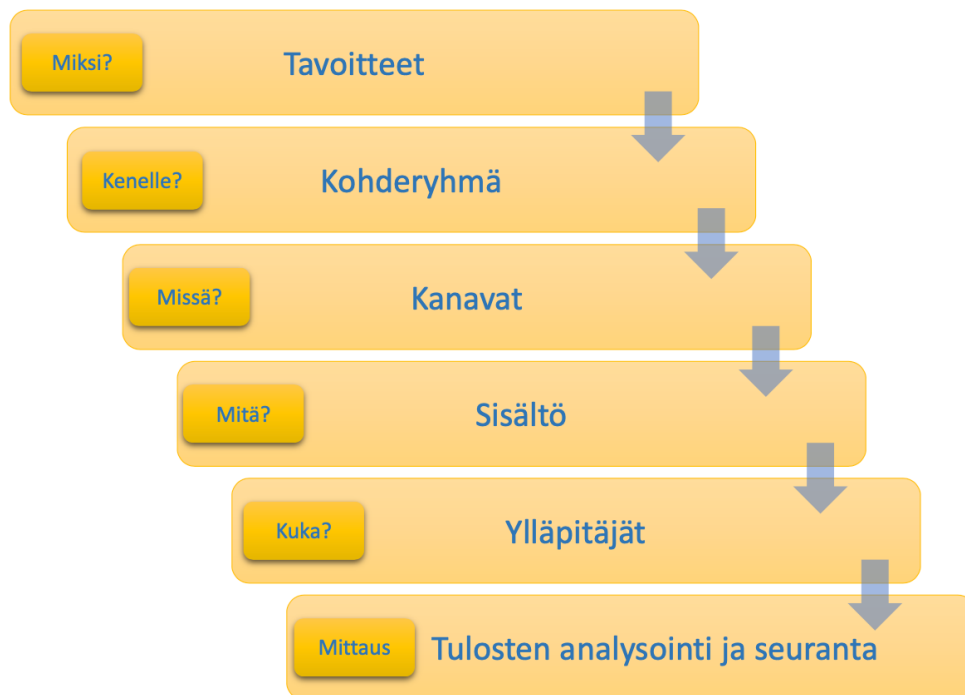 Miksi?
Tavoitteet
Kenelle?
Kohderyhmä
Missä?
Kanavat
Mitä?
Sisältö
Kuka?
Ylläpitäjät
Mittaus
Tulosten analysointi ja seuranta